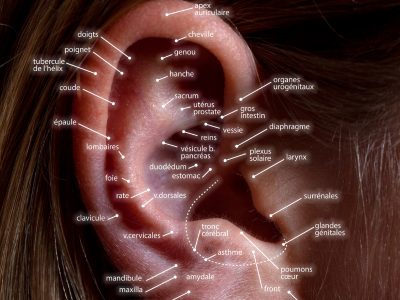 apex
auriculaire
doigts
cheville
poignet
genou
tubercule
de l'hélix
hanche
organes
urogénitaux
coude
sacrum
utérus
prostate
gros
intestin
épaule
vessie
diaphragme
reins
lombaires
vésicule b.
pancréas
plexus
solaire
larynx
duodédum
estomac
foie
rate
v.dorsales
surrénales
clavicule
v.cervicales
tronc
cérébral
glandes
génitales
asthme
poumons
cœur
mandibule
amygdale
maxilla
front